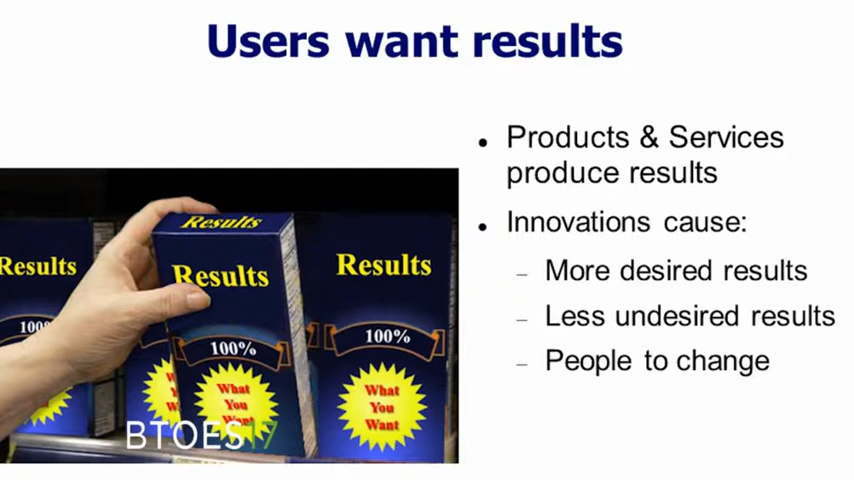 Users want results
Products & Services
produce results
Innovations cause:
– More desired results
– Less undesired results
– People to change
Results
Results
Results
Results
100%
100%
100%
What
You
Want
What
You
Want
BTOES17